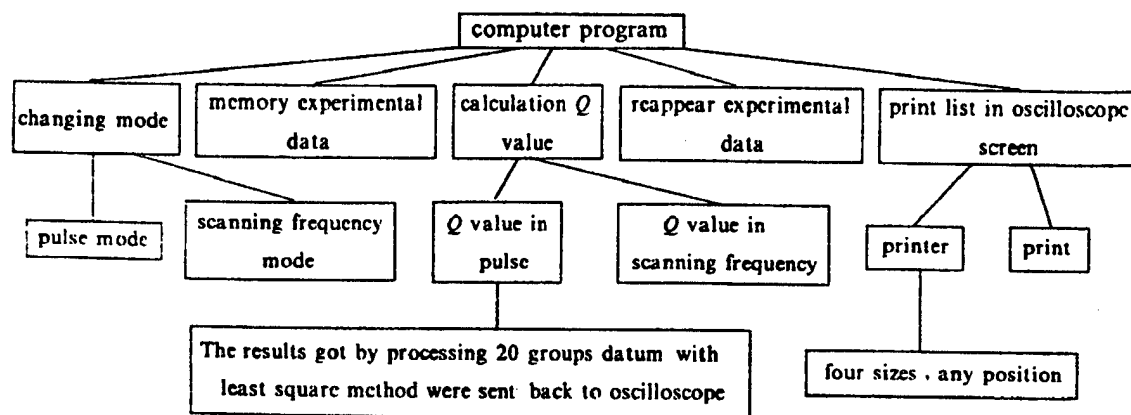 computer program
changing mode
memory experimental
data
calculation Q
value
reappear experimental
data
print list in oscilloscope
screen
pulse mode
scanning frequency
mode
Q value in
pulse
Q value in
scanning frequency
printer
print
The results got by processing 20 groups datum with
least square method were sent back to oscilloscope
four sizes , any position